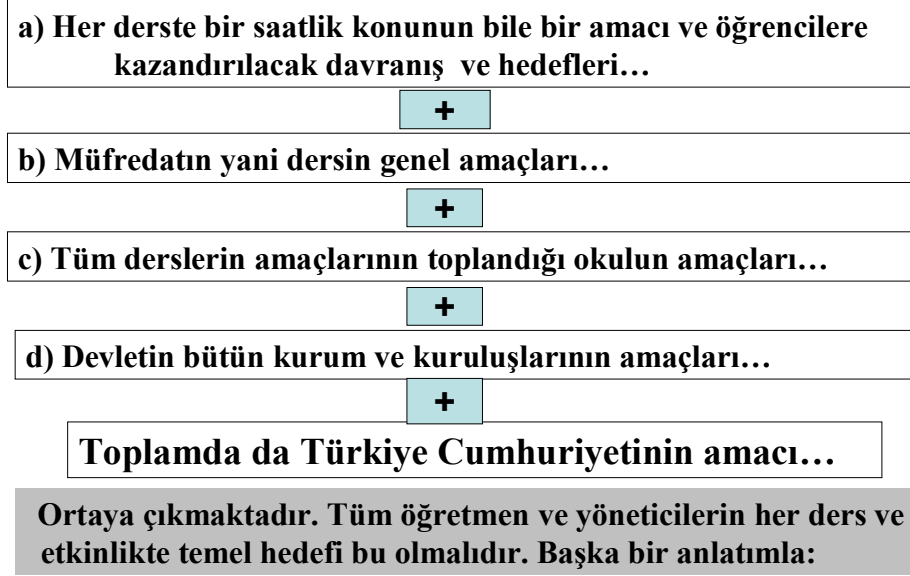 a) Her derste bir saatlik konunun bile bir amacı ve öğrencilere
kazandırılacak davranış ve hedefleri…
+
b) Müfredatın yani dersin genel amaçları…
+
c) Tüm derslerin amaçlarının toplandığı okulun amaçları…
+
d) Devletin bütün kurum ve kuruluşlarının amaçları…
+
Toplamda da Türkiye Cumhuriyetinin amacı…
Ortaya çıkmaktadır. Tüm öğretmen ve yöneticilerin her ders ve
etkinlikte temel hedefi bu olmalıdır. Başka bir anlatımla: